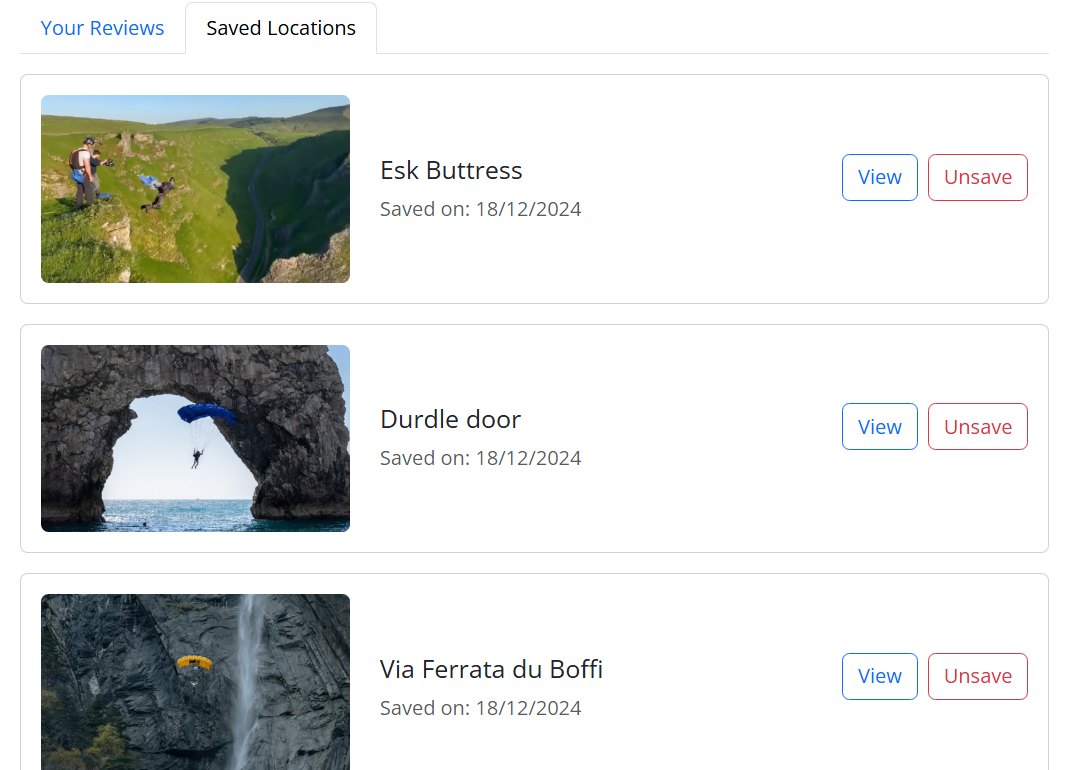 Your Reviews
Saved Locations
Esk Buttress
Saved on: 18/12/2024
View
Unsave
Durdle door
Saved on: 18/12/2024
View
Unsave
Via Ferrata du Boffi
Saved on: 18/12/2024
View
Unsave